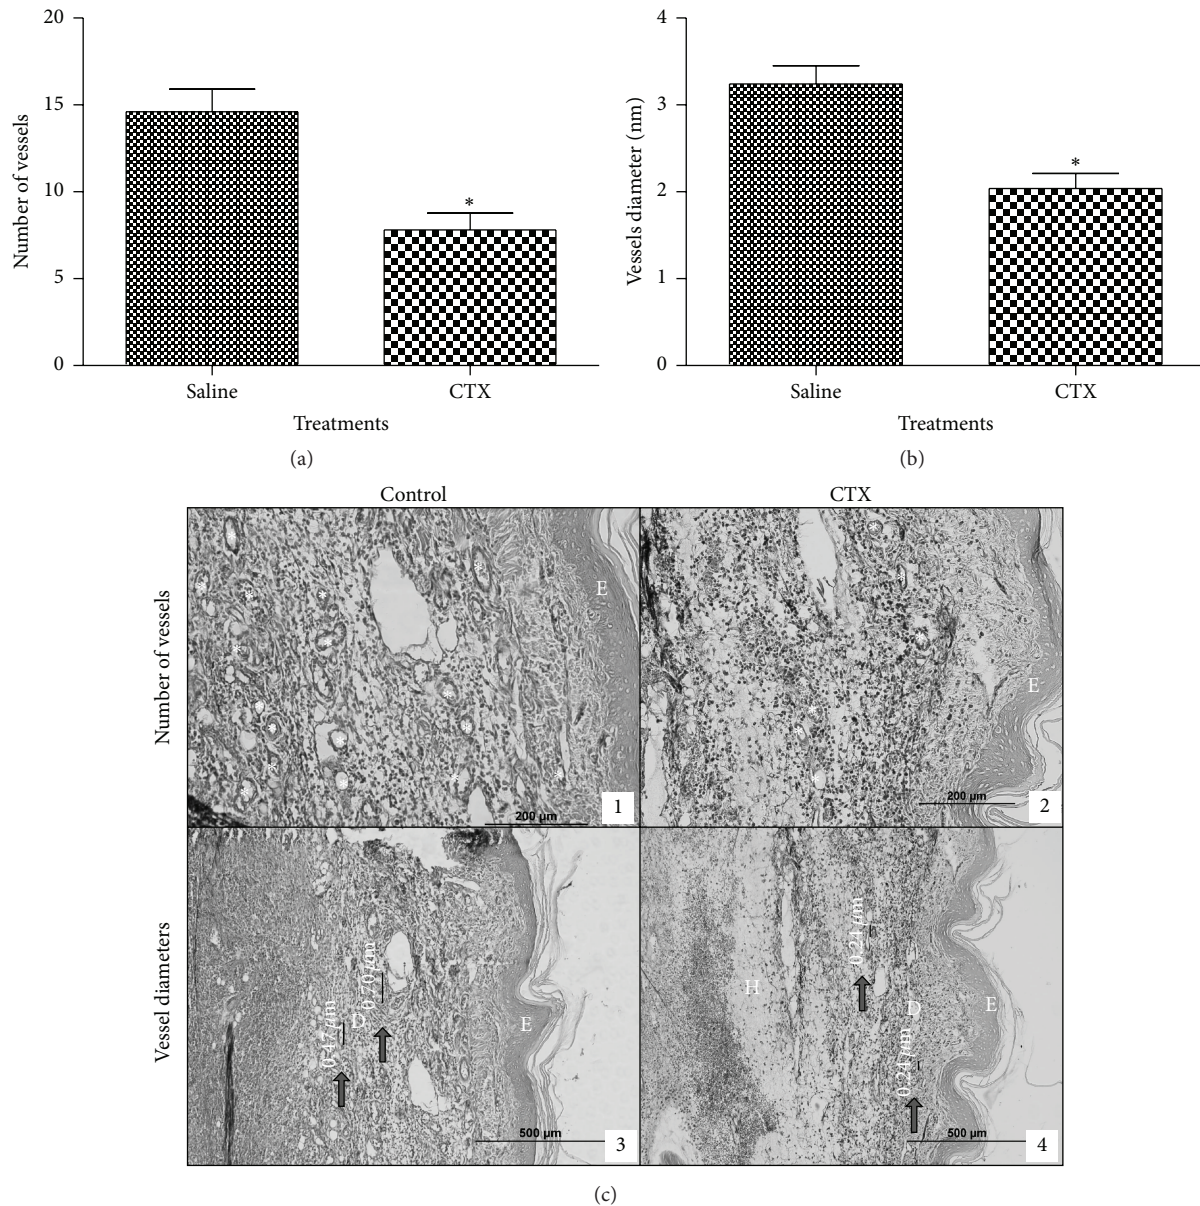 20
15
10
5
0
Number of vessels
*
Saline
CTX
Treatments
(a)
4
3
2
1
0
Vessels diameter (nm)
*
Saline
CTX
Treatments
(b)
Control
CTX
Number of vessels
E
200 µm
1
E
200 µm
2
Vessel diameters
0.47 µm
D
0.70 µm
E
500 µm
3
H
0.24 µm
D
0.21 µm
E
500 µm
4
(c)